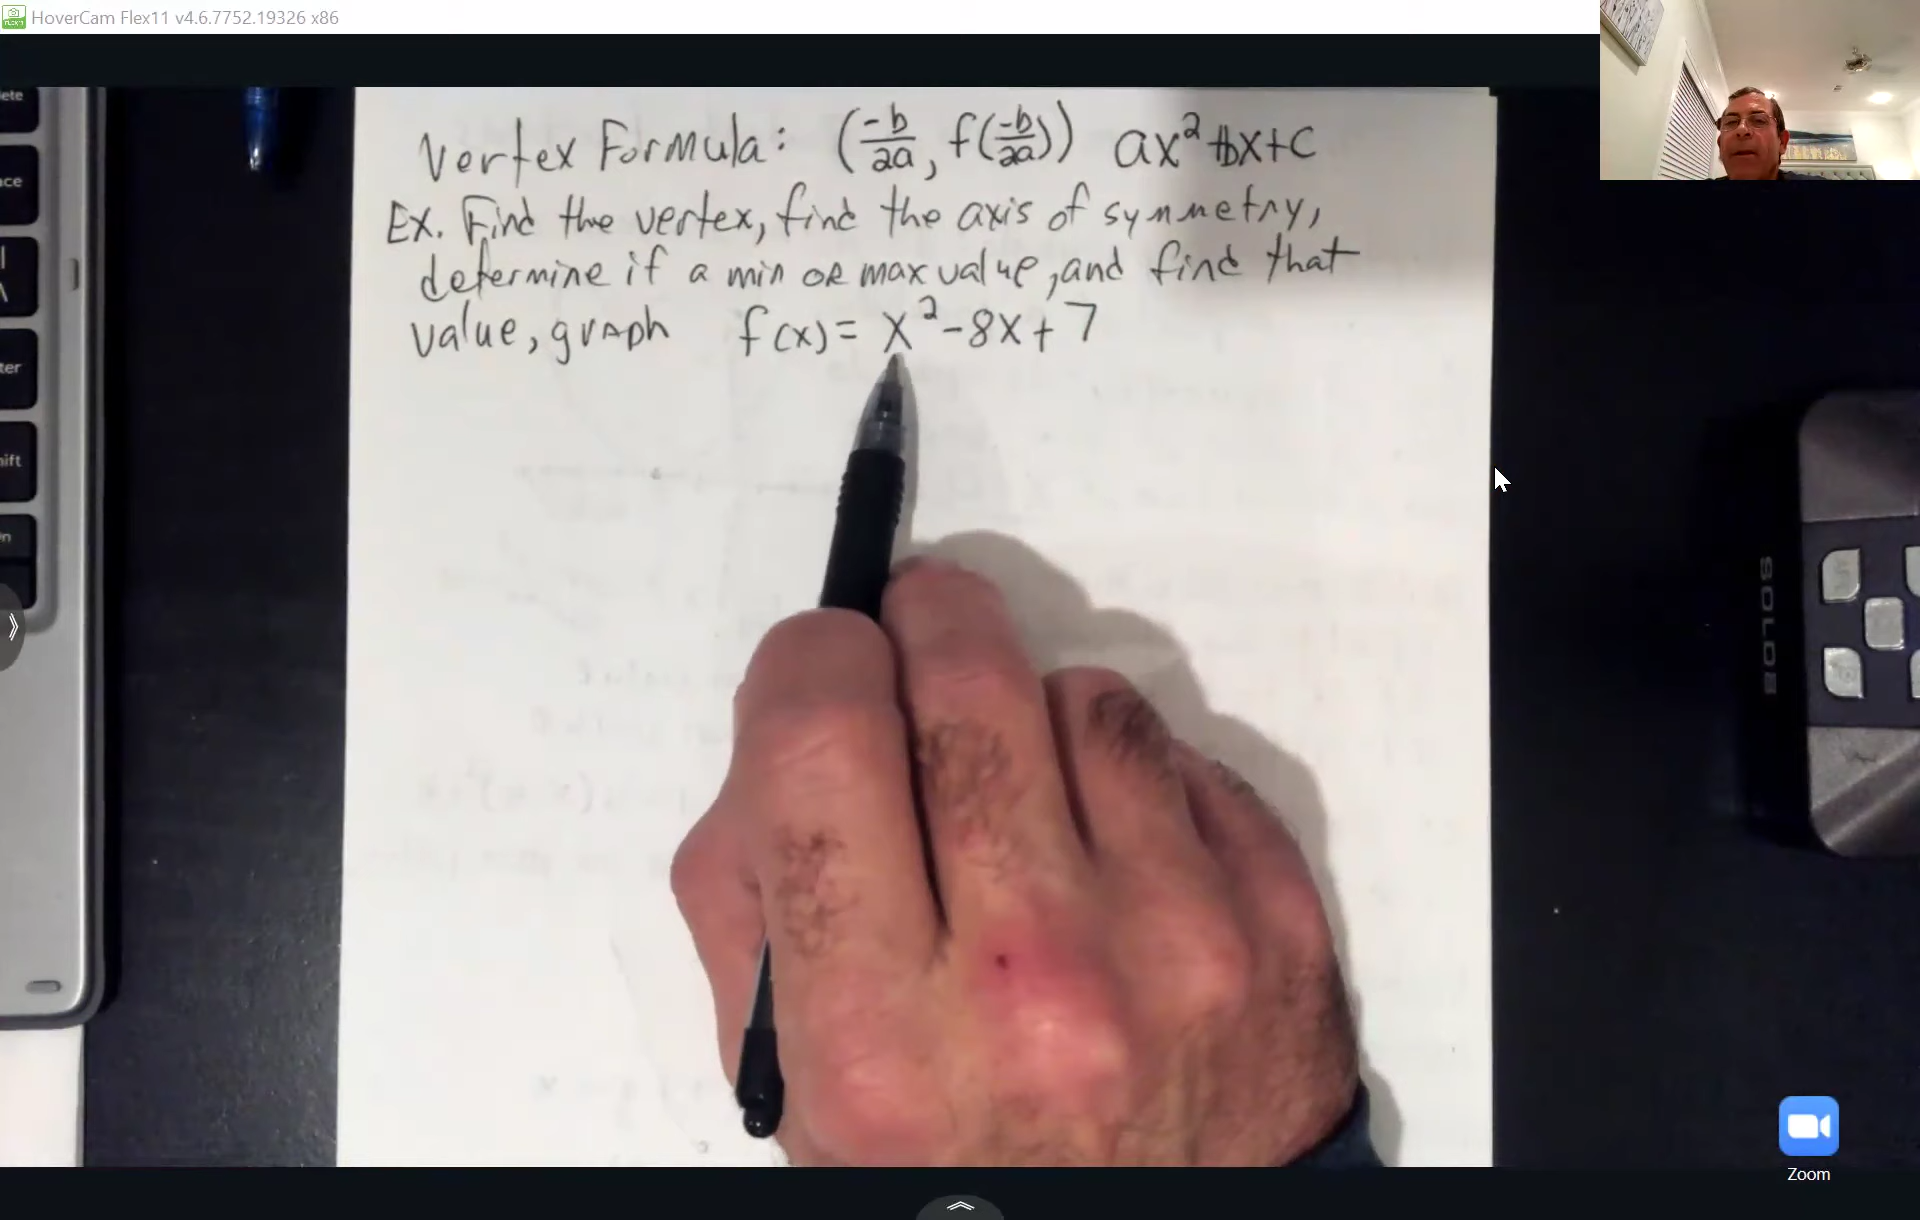 HoverCam Flex11 v4.6.7752.19326 x86
Vertex Formula: (-b/2a, f(-b/2a)) ax²+bx+c
Ex. Find the vertex, find the axis of symmetry,
determine if a min or max value, and find that
value, graph f(x)= x²-8x+7
SOLO8
Zoom